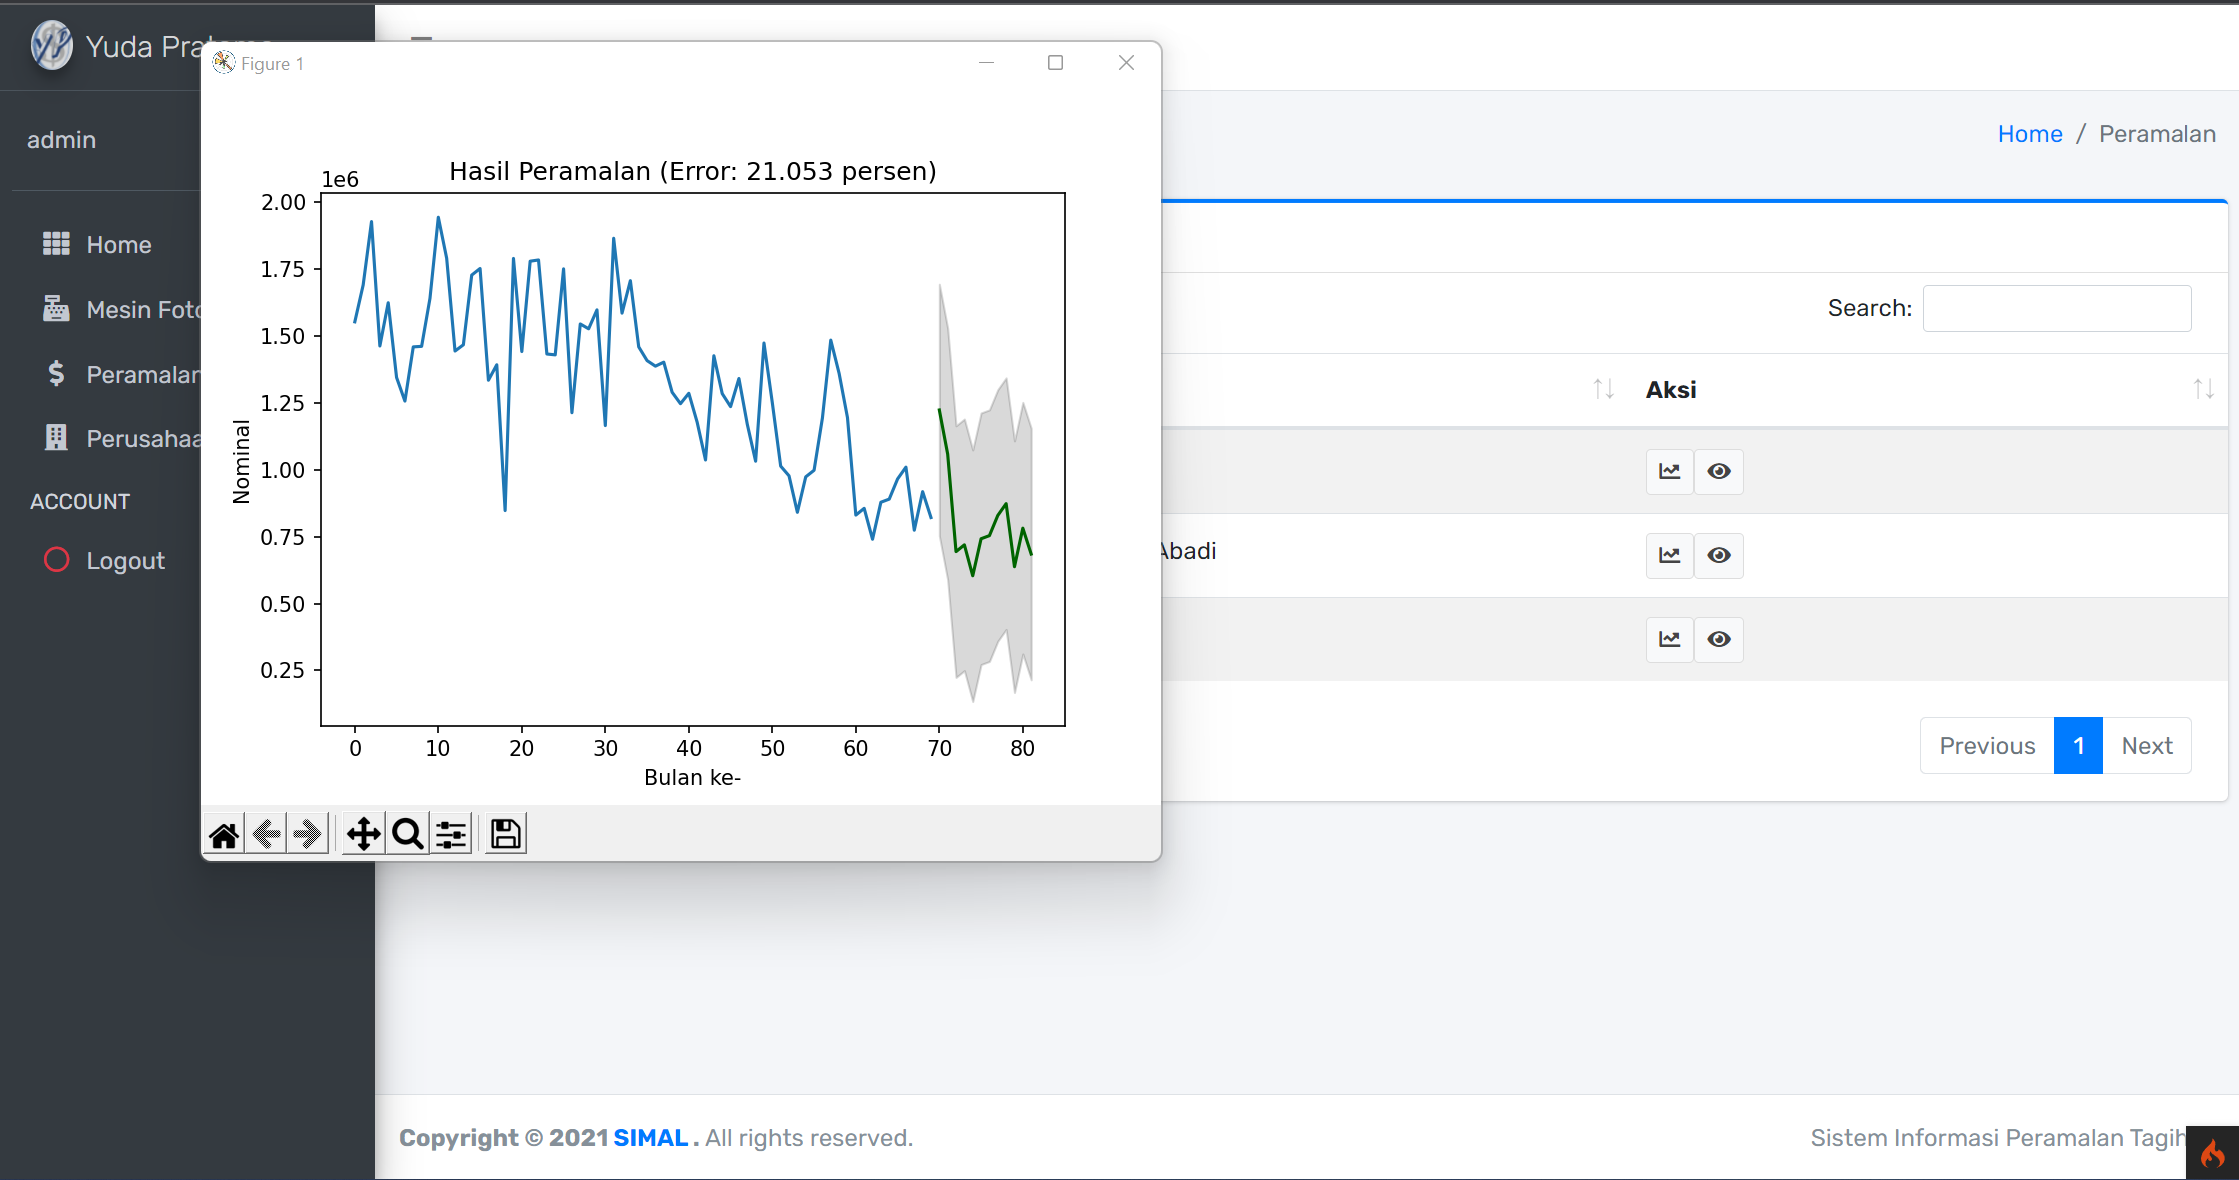 Yuda Pra
Figure 1
admin
Home / Peramalan
Home
Mesin Foto
Peramalan
Perusahaa
ACCOUNT
Logout
Hasil Peramalan (Error: 21.053 persen)
1e6
2.00
1.75
1.50
1.25
1.00
0.75
0.50
0.25
Nominal
0 10 20 30 40 50 60 70 80
Bulan ke-
Search:
Aksi
Abadi
Previous 1 Next
Copyright © 2021 SIMAL . All rights reserved.
Sistem Informasi Peramalan Tagih